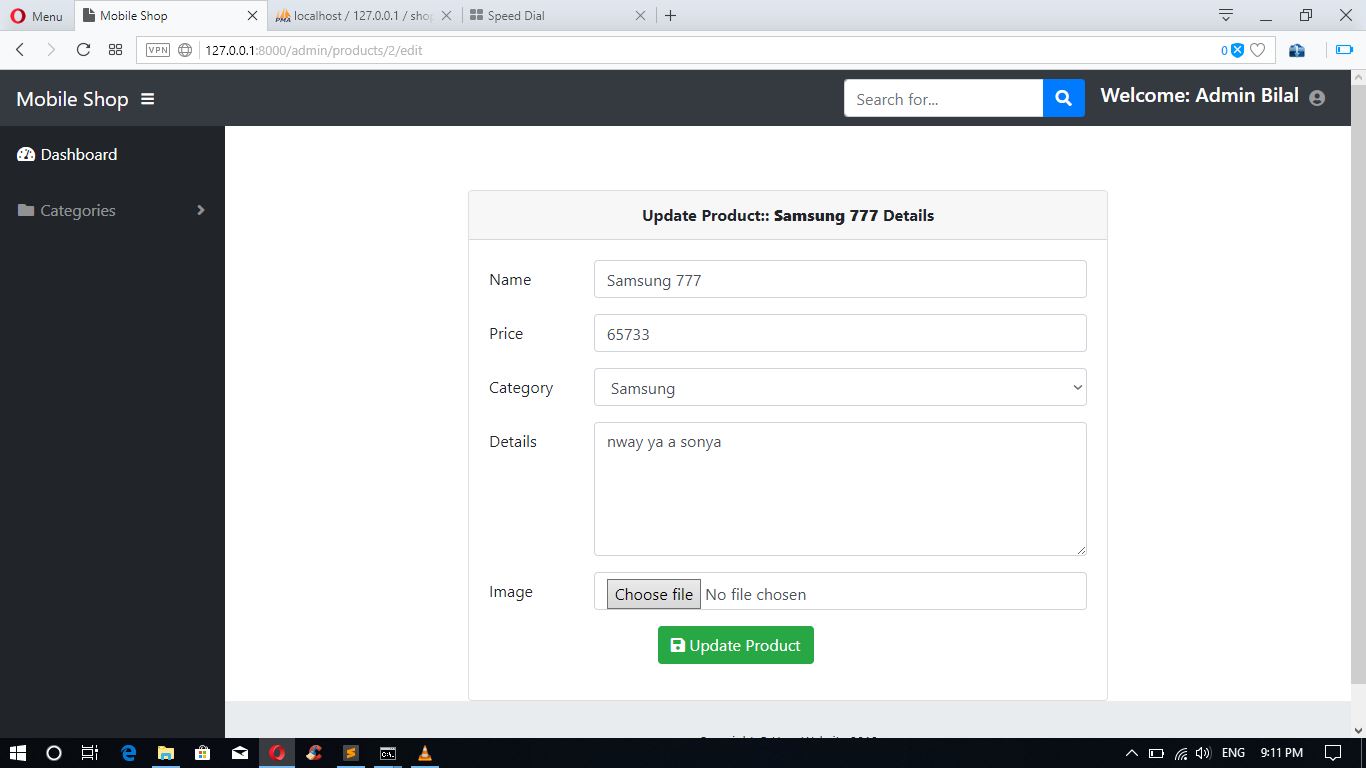 Menu
Mobile Shop
PMA
localhost / 127.0.0.1 / shop
Speed Dial
VPN
127.0.0.1:8000/admin/products/2/edit
0
Mobile Shop
Search for...
Welcome: Admin Bilal
Dashboard
Categories
Update Product:: Samsung 777 Details
Name
Samsung 777
Price
65733
Category
Samsung
Details
nway ya a sonya
Image
Choose file No file chosen
Update Product
ENG
9:11 PM